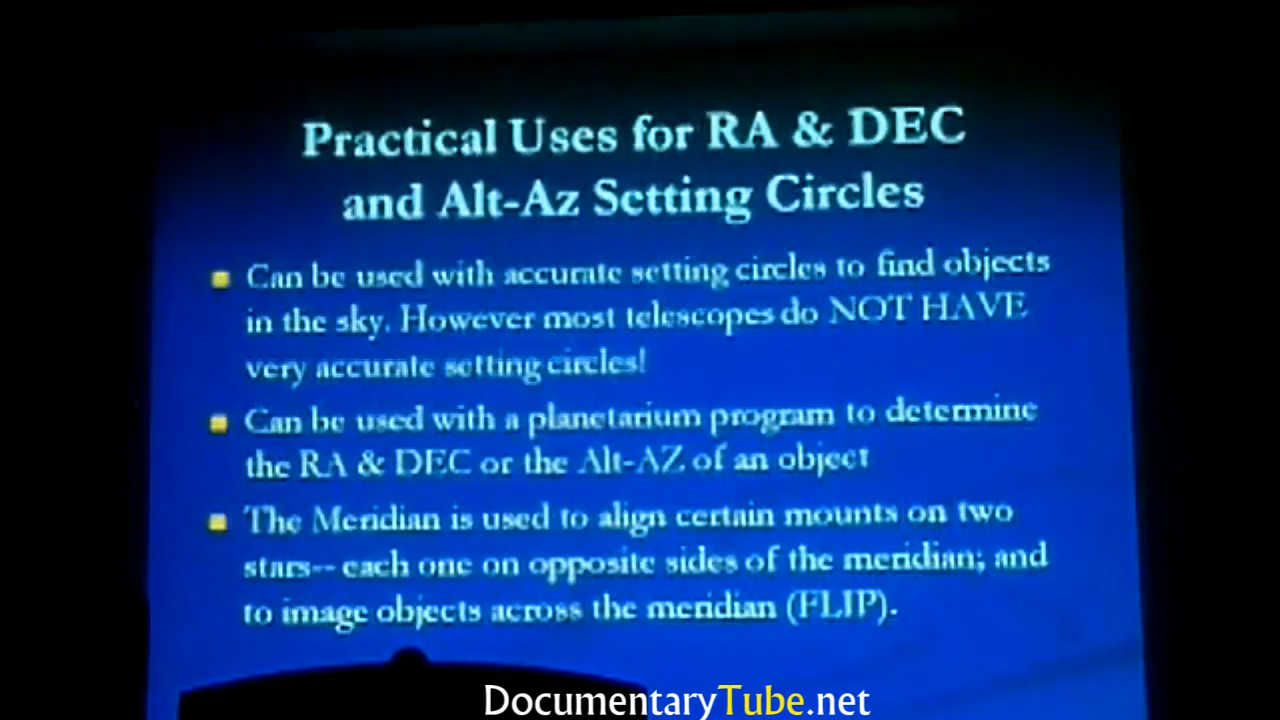 Practical Uses for RA & DEC
and Alt-Az Setting Circles
Can be used with accurate setting circles to find objects
in the sky. However most telescopes do NOT HAVE
very accurate setting circles!
Can be used with a planetarium program to determine
the RA & DEC or the Alt-AZ of an object
The Meridian is used to align certain mounts on two
stars-- each one on opposite sides of the meridian; and
to image objects across the meridian (FLIP).
DocumentaryTube.net